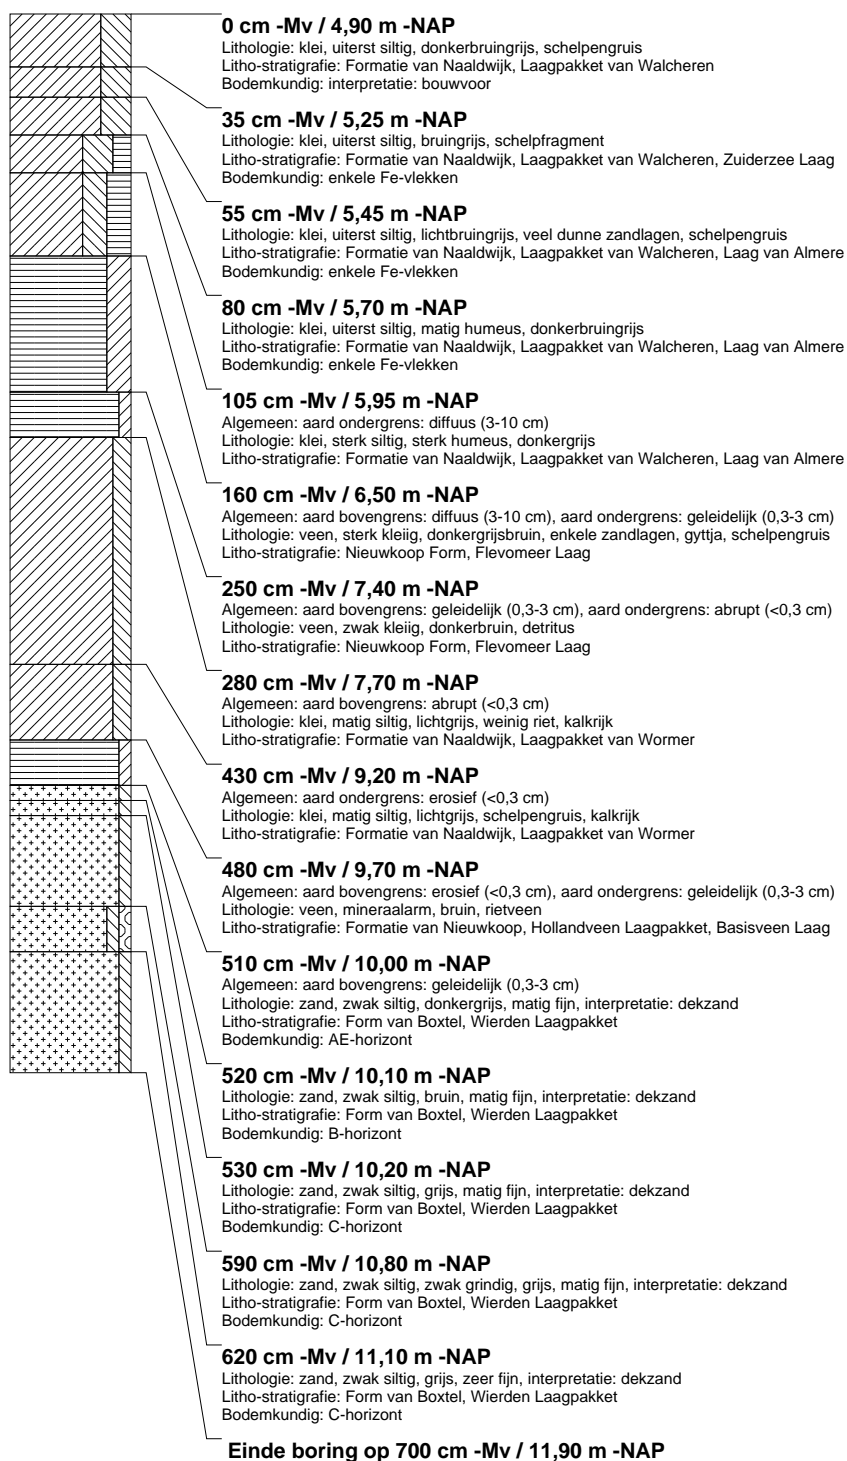 0 cm -Mv / 4,90 m -NAP
Lithologie: klei, uiterst siltig, donkerbruingrijs, schelpengruis
Litho-stratigrafie: Formatie van Naaldwijk, Laagpakket van Walcheren
Bodemkundig: interpretatie: bouwvoor
35 cm -Mv / 5,25 m -NAP
Lithologie: klei, uiterst siltig, bruingrijs, schelpfragment
Litho-stratigrafie: Formatie van Naaldwijk, Laagpakket van Walcheren, Zuiderzee Laag
Bodemkundig: enkele Fe-vlekken
55 cm -Mv / 5,45 m -NAP
Lithologie: klei, uiterst siltig, lichtbruingrijs, veel dunne zandlagen, schelpengruis
Litho-stratigrafie: Formatie van Naaldwijk, Laagpakket van Walcheren, Laag van Almere
Bodemkundig: enkele Fe-vlekken
80 cm -Mv / 5,70 m -NAP
Lithologie: klei, uiterst siltig, matig humeus, donkerbruingrijs
Litho-stratigrafie: Formatie van Naaldwijk, Laagpakket van Walcheren, Laag van Almere
Bodemkundig: enkele Fe-vlekken
105 cm -Mv / 5,95 m -NAP
Algemeen: aard ondergrens: diffuus (3-10 cm)
Lithologie: klei, sterk siltig, sterk humeus, donkergrijs
Litho-stratigrafie: Formatie van Naaldwijk, Laagpakket van Walcheren, Laag van Almere
160 cm -Mv / 6,50 m -NAP
Algemeen: aard bovengrens: diffuus (3-10 cm), aard ondergrens: geleidelijk (0,3-3 cm)
Lithologie: veen, sterk kleiig, donkergrijsbruin, enkele zandlagen, gyttja, schelpengruis
Litho-stratigrafie: Nieuwkoop Form, Flevomeer Laag
250 cm -Mv / 7,40 m -NAP
Algemeen: aard bovengrens: geleidelijk (0,3-3 cm), aard ondergrens: abrupt (<0,3 cm)
Lithologie: veen, zwak kleiig, donkerbruin, detritus
Litho-stratigrafie: Nieuwkoop Form, Flevomeer Laag
280 cm -Mv / 7,70 m -NAP
Algemeen: aard bovengrens: abrupt (<0,3 cm)
Lithologie: klei, matig siltig, lichtgrijs, weinig riet, kalkrijk
Litho-stratigrafie: Formatie van Naaldwijk, Laagpakket van Wormer
430 cm -Mv / 9,20 m -NAP
Algemeen: aard ondergrens: erosief (<0,3 cm)
Lithologie: klei, matig siltig, lichtgrijs, schelpengruis, kalkrijk
Litho-stratigrafie: Formatie van Naaldwijk, Laagpakket van Wormer
480 cm -Mv / 9,70 m -NAP
Algemeen: aard bovengrens: erosief (<0,3 cm), aard ondergrens: geleidelijk (0,3-3 cm)
Lithologie: veen, mineraalarm, bruin, rietveen
Litho-stratigrafie: Formatie van Nieuwkoop, Hollandveen Laagpakket, Basisveen Laag
510 cm -Mv / 10,00 m -NAP
Algemeen: aard bovengrens: geleidelijk (0,3-3 cm)
Lithologie: zand, zwak siltig, donkergrijs, matig fijn, interpretatie: dekzand
Litho-stratigrafie: Form van Boxtel, Wierden Laagpakket
Bodemkundig: AE-horizont
520 cm -Mv / 10,10 m -NAP
Lithologie: zand, zwak siltig, bruin, matig fijn, interpretatie: dekzand
Litho-stratigrafie: Form van Boxtel, Wierden Laagpakket
Bodemkundig: B-horizont
530 cm -Mv / 10,20 m -NAP
Lithologie: zand, zwak siltig, grijs, matig fijn, interpretatie: dekzand
Litho-stratigrafie: Form van Boxtel, Wierden Laagpakket
Bodemkundig: C-horizont
590 cm -Mv / 10,80 m -NAP
Lithologie: zand, zwak siltig, zwak grindig, grijs, matig fijn, interpretatie: dekzand
Litho-stratigrafie: Form van Boxtel, Wierden Laagpakket
Bodemkundig: C-horizont
620 cm -Mv / 11,10 m -NAP
Lithologie: zand, zwak siltig, grijs, zeer fijn, interpretatie: dekzand
Litho-stratigrafie: Form van Boxtel, Wierden Laagpakket
Bodemkundig: C-horizont
Einde boring op 700 cm -Mv / 11,90 m -NAP